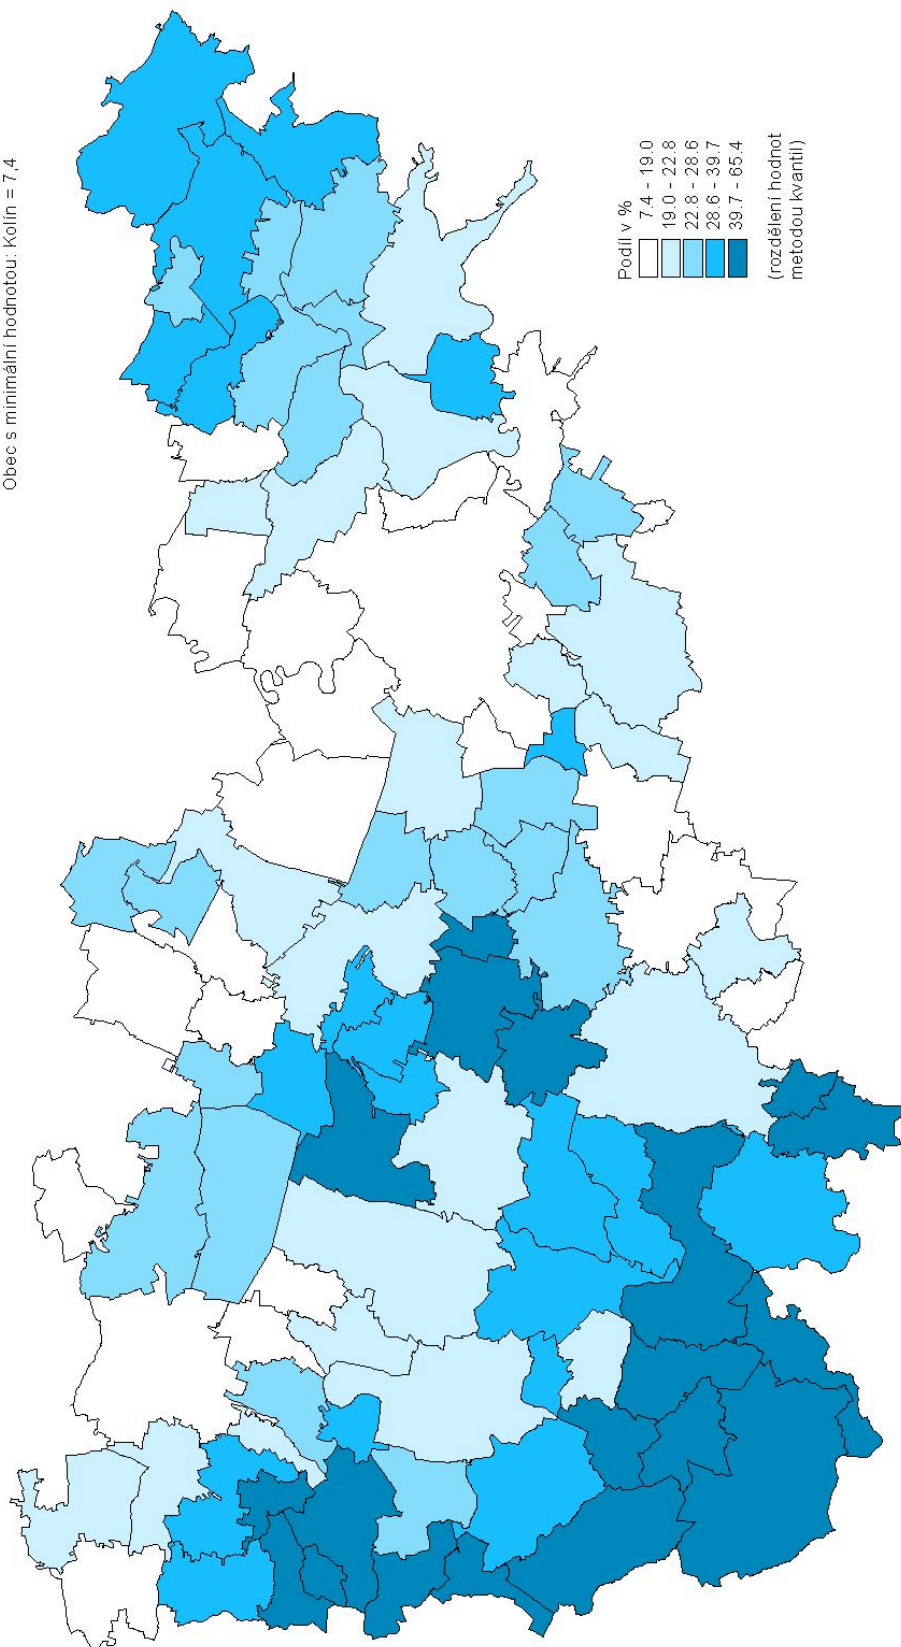 Obec s minimální hodnotou: Kolín = 7,4
Podíl v %
7.4 - 19.0
19.0 - 22.8
22.8 - 28.6
28.6 - 39.7
39.7 - 65.4
(rozdělení hodnot
metodou kvantil)